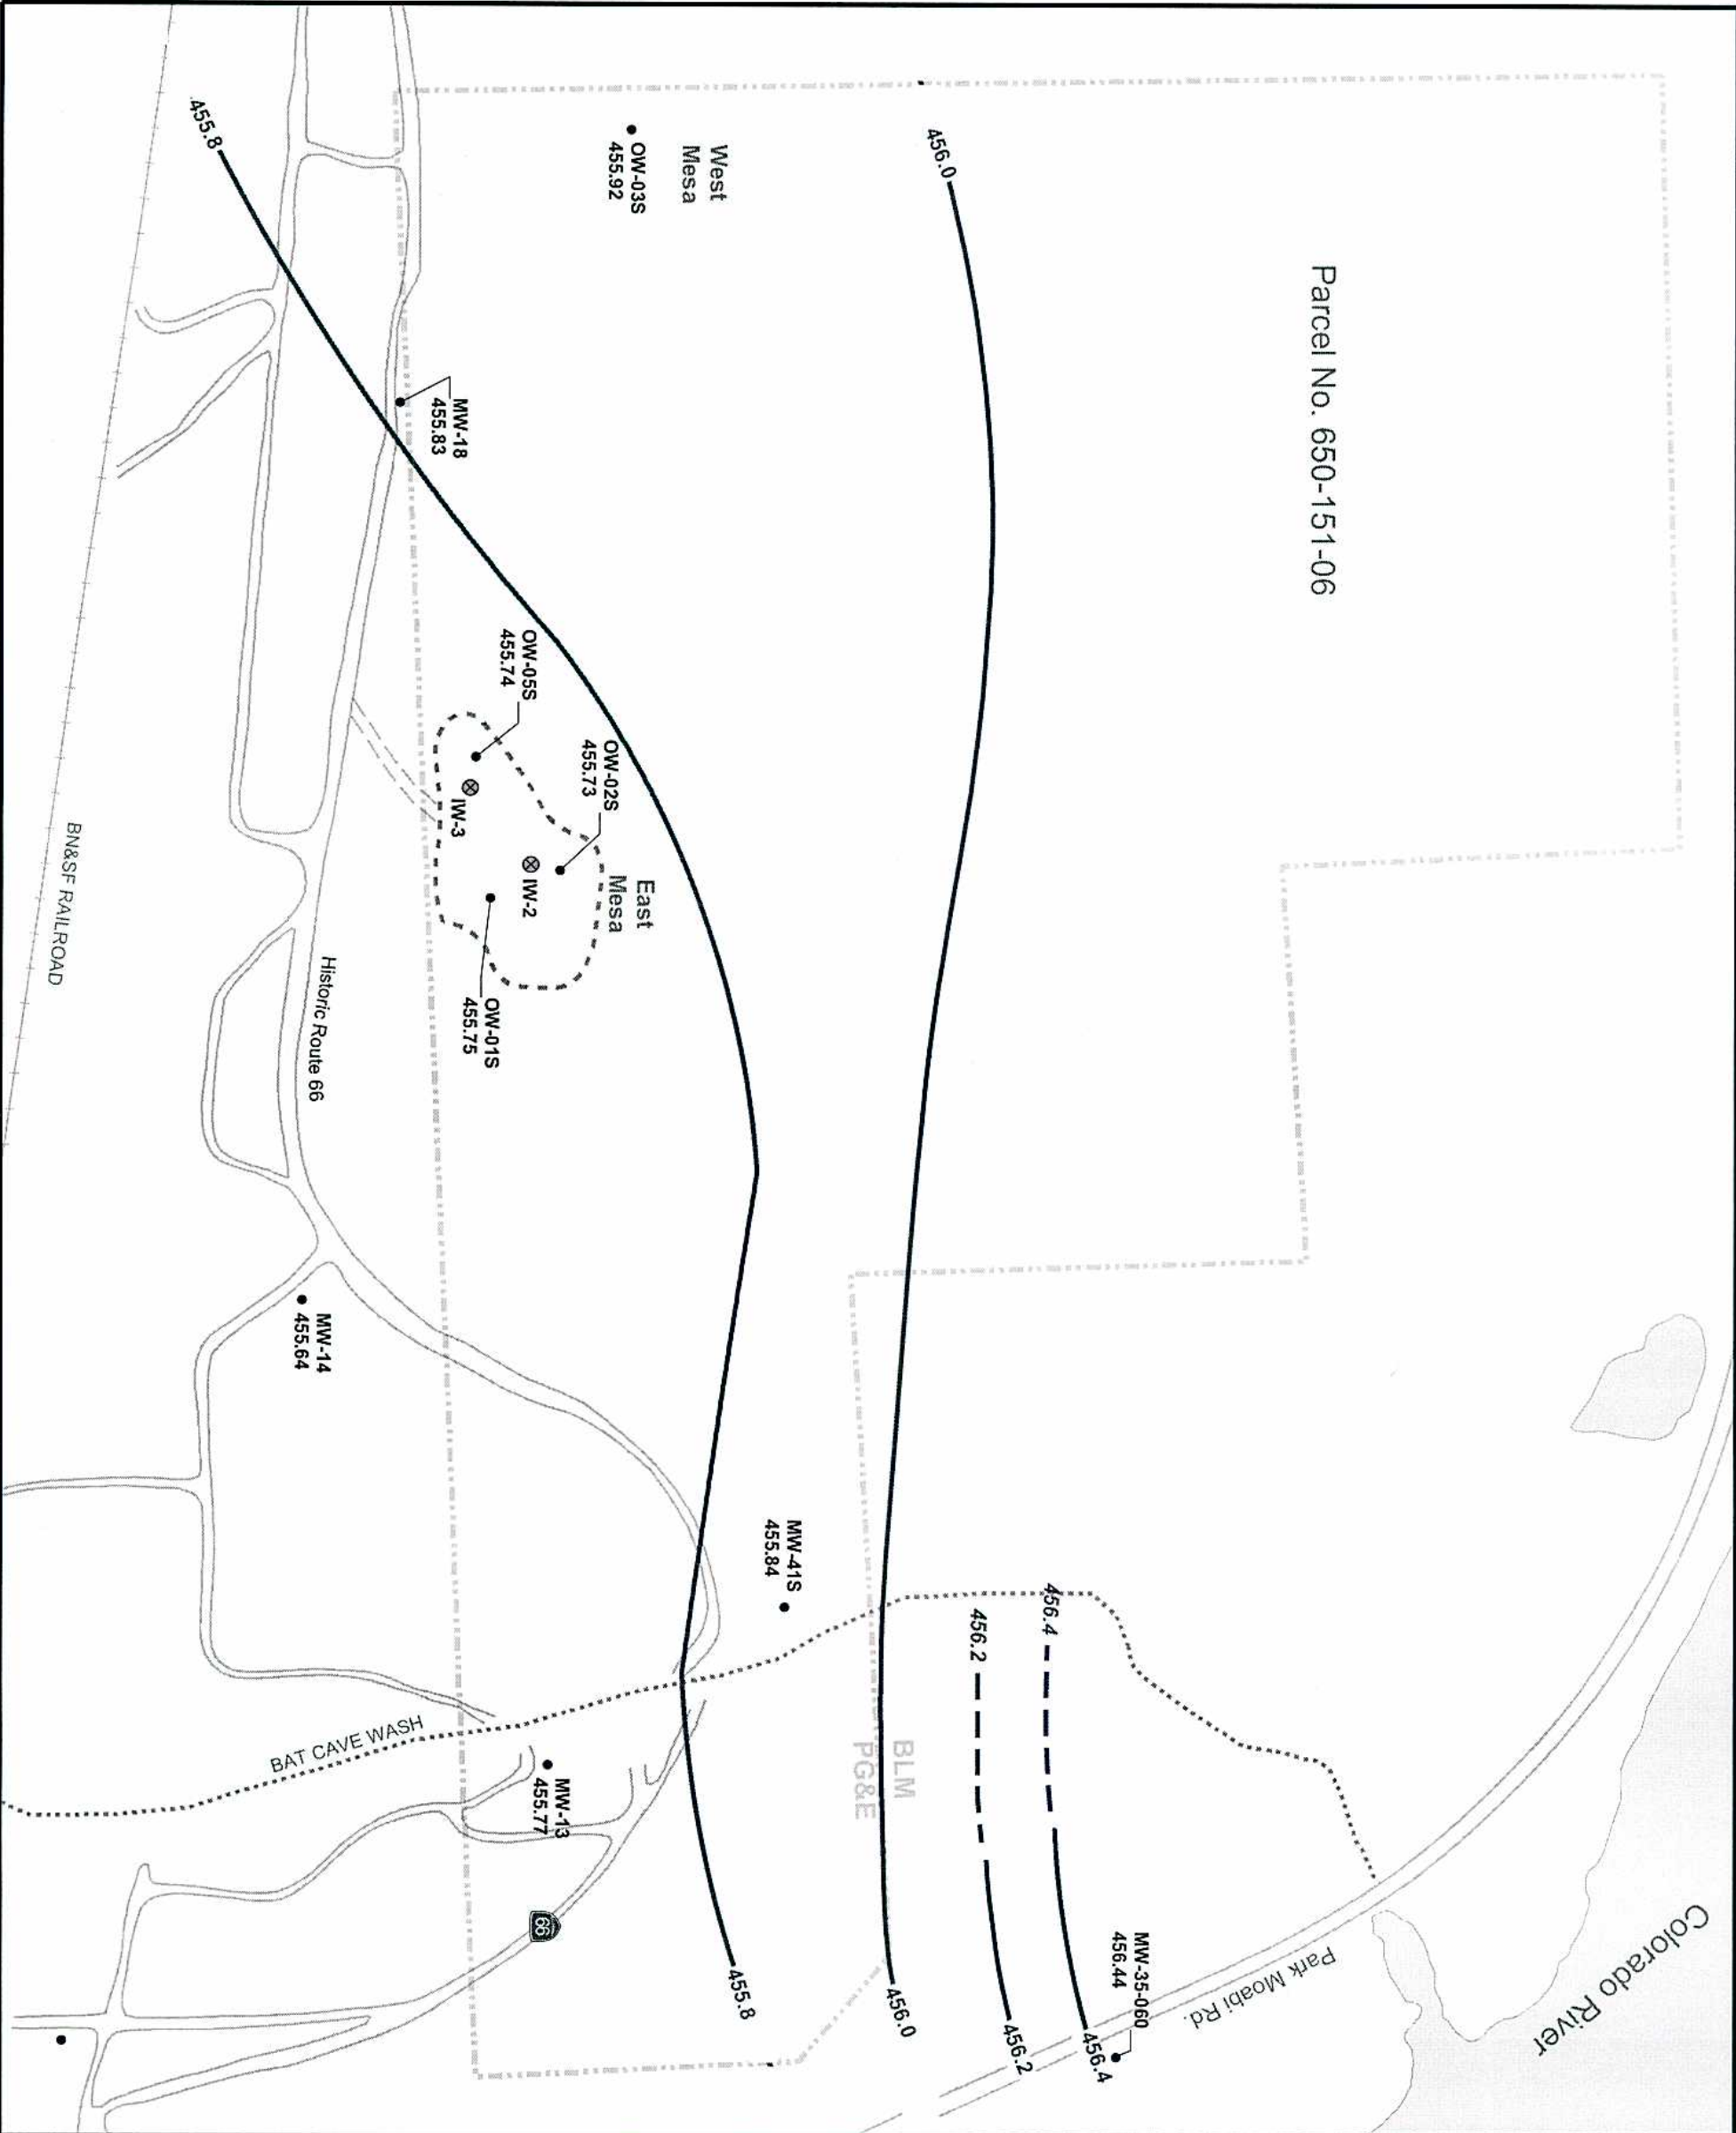 Parcel No. 650-151-06
Colorado River
Park Moabi Rd.
MW-35-060
456.44
456.4
456.4
456.2
456.2
456.0
456.0
BLM
PG&E
West
Mesa
OW-03S
455.92
MW-41S
455.84
455.8
455.8
East
Mesa
OW-02S
455.73
OW-05S
455.74
IW-2
IW-3
OW-01S
455.75
MW-18
455.83
MW-13
455.77
66
MW-14
455.64
Historic Route 66
BAT CAVE WASH
BN&SF RAILROAD